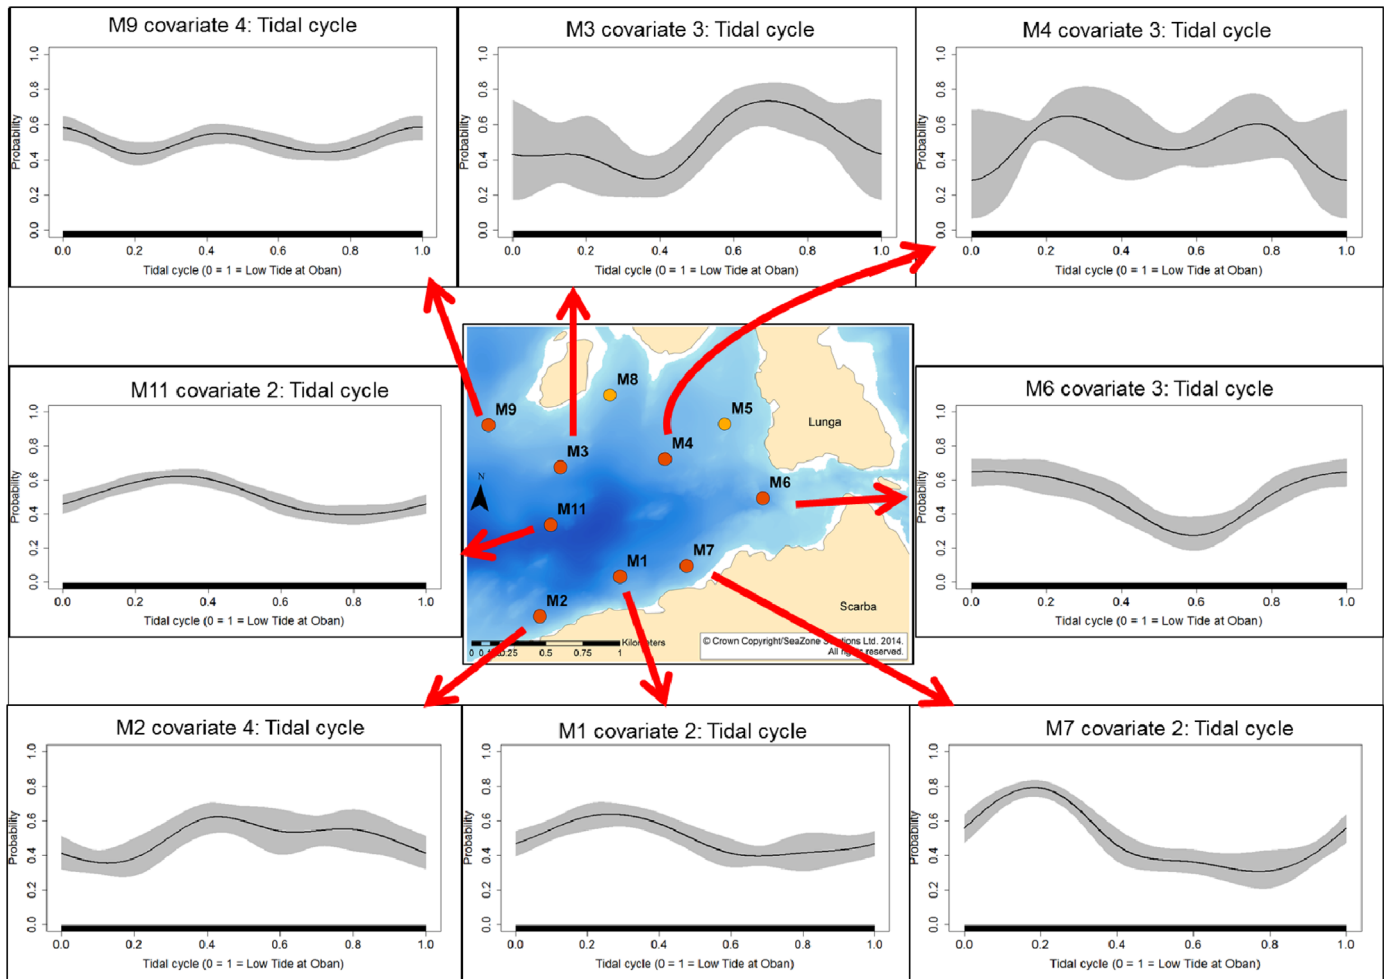 M9 covariate 4: Tidal cycle
Probability
0.0 0.2 0.4 0.6 0.8 1.0
0.0 0.2 0.4 0.6 0.8 1.0
Tidal cycle (0 = 1 = Low Tide at Oban)
M3 covariate 3: Tidal cycle
Probability
0.0 0.2 0.4 0.6 0.8 1.0
0.0 0.2 0.4 0.6 0.8 1.0
Tidal cycle (0 = 1 = Low Tide at Oban)
M4 covariate 3: Tidal cycle
Probability
0.0 0.2 0.4 0.6 0.8 1.0
0.0 0.2 0.4 0.6 0.8 1.0
Tidal cycle (0 = 1 = Low Tide at Oban)
M11 covariate 2: Tidal cycle
Probability
0.0 0.2 0.4 0.6 0.8 1.0
0.0 0.2 0.4 0.6 0.8 1.0
Tidal cycle (0 = 1 = Low Tide at Oban)
M8
M9
M5
Lunga
M4
M3
M6
N
M11
M7
M1
M2
Scarba
Kilometers
0 0.25 0.5 0.75 1
© Crown Copyright/SeaZone Solutions Ltd. 2014.
All rights reserved.
M6 covariate 3: Tidal cycle
Probability
0.0 0.2 0.4 0.6 0.8 1.0
0.0 0.2 0.4 0.6 0.8 1.0
Tidal cycle (0 = 1 = Low Tide at Oban)
M2 covariate 4: Tidal cycle
Probability
0.0 0.2 0.4 0.6 0.8 1.0
0.0 0.2 0.4 0.6 0.8 1.0
Tidal cycle (0 = 1 = Low Tide at Oban)
M1 covariate 2: Tidal cycle
Probability
0.0 0.2 0.4 0.6 0.8 1.0
0.0 0.2 0.4 0.6 0.8 1.0
Tidal cycle (0 = 1 = Low Tide at Oban)
M7 covariate 2: Tidal cycle
Probability
0.0 0.2 0.4 0.6 0.8 1.0
0.0 0.2 0.4 0.6 0.8 1.0
Tidal cycle (0 = 1 = Low Tide at Oban)